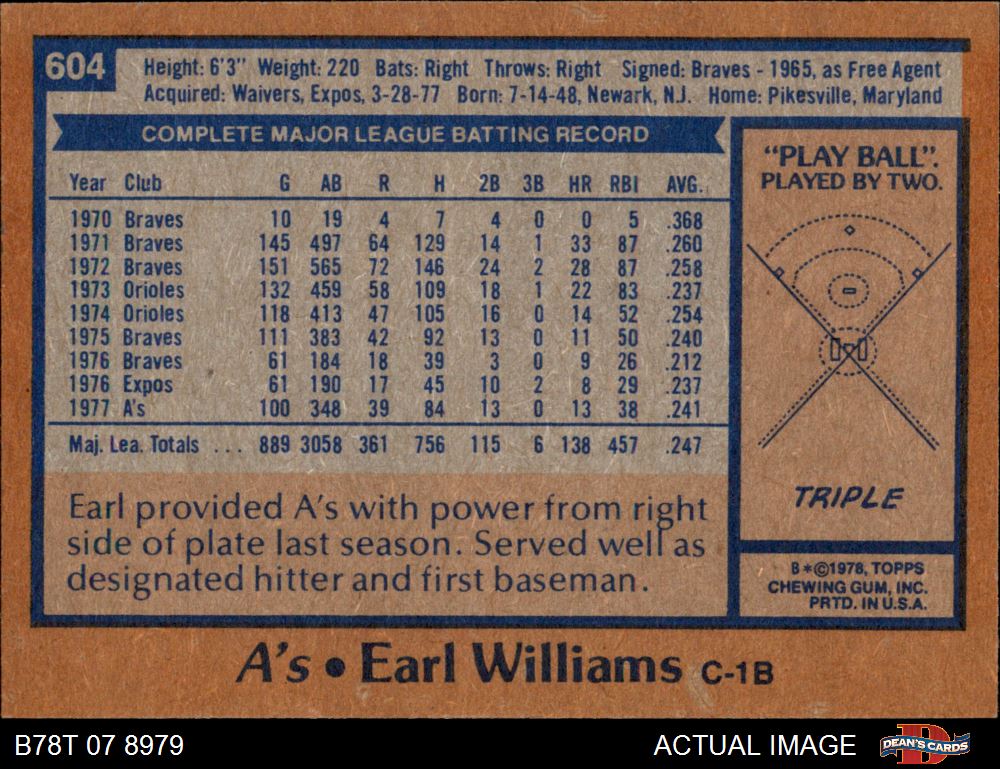 604
Height: 6'3" Weight: 220 Bats: Right Throws: Right Signed: Braves - 1965, as Free Agent
Acquired: Waivers, Expos, 3-28-77 Born: 7-14-48, Newark, N.J. Home: Pikesville, Maryland
COMPLETE MAJOR LEAGUE BATTING RECORD
Year Club G AB R H 2B 3B HR RBI AVG.
1970 Braves 10 19 4 7 4 0 0 5 .368
1971 Braves 145 497 64 129 14 1 33 87 .260
1972 Braves 151 565 72 146 24 2 28 87 .258
1973 Orioles 132 459 58 109 18 1 22 83 .237
1974 Orioles 118 413 47 105 16 0 14 52 .254
1975 Braves 111 383 42 92 13 0 11 50 .240
1976 Braves 61 184 18 39 3 0 9 26 .212
1976 Expos 61 190 17 45 10 2 8 29 .237
1977 A's 100 348 39 84 13 0 13 38 .241
Maj. Lea. Totals ... 889 3058 361 756 115 6 138 457 .247
Earl provided A's with power from right
side of plate last season. Served well as
designated hitter and first baseman.
"PLAY BALL".
PLAYED BY TWO.
TRIPLE
B*©1978, TOPPS
CHEWING GUM, INC.
PRTD. IN U.S.A.
A's • Earl Williams C-1B
B78T 07 8979
ACTUAL IMAGE
D
DEAN'S CARDS